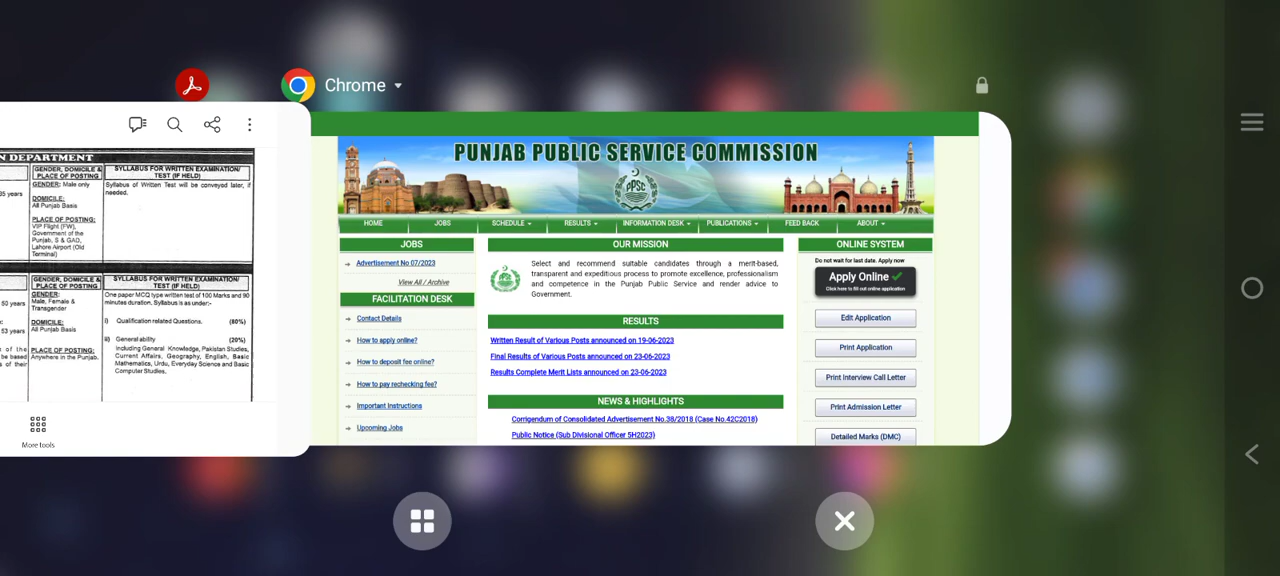 Chrome
N DEPARTMENT
GENDER, DOMICILE &
PLACE OF POSTING
SYLLABUS FOR WRITTEN EXAMINATION/
TEST (IF HELD)
35 years
GENDER: Male only
DOMICILE:
All Punjab Basis
PLACE OF POSTING:
VIP Flight (FW),
Government of the
Punjab, S & GAD,
Lahore Airport (Old
Terminal)
Syllabus of Written Test will be conveyed later, if
needed.
GENDER, DOMICILE &
PLACE OF POSTING
SYLLABUS FOR WRITTEN EXAMINATION/
TEST (IF HELD)
50 years
53 years
s of the
be based
s of their
GENDER:
Male, Female &
Transgender
DOMICILE:
All Punjab Basis
PLACE OF POSTING:
Anywhere in the Punjab.
One paper MCQ type written test of 100 Marks and 90
minutes duration. Syllabus is as under:-
i) Qualification related Questions. (80%)
ii) General ability (20%)
Including General Knowledge, Pakistan Studies,
Current Affairs, Geography, English, Basic
Mathematics, Urdu, Everyday Science and Basic
Computer Studies.
More tools
PUNJAB PUBLIC SERVICE COMMISSION
PPSC
HOME JOBS SCHEDULE RESULTS INFORMATION DESK PUBLICATIONS FEED BACK ABOUT
JOBS
Advertisement No 07/2023
View All / Archive
FACILITATION DESK
Contact Details
How to apply online?
How to deposit fee online?
How to pay rechecking fee?
Important Instructions
Upcoming Jobs
OUR MISSION
Select and recommend suitable candidates through a merit-based,
transparent and expeditious process to promote excellence, professionalism
and competence in the Punjab Public Service and render advice to
Government.
RESULTS
Written Result of Various Posts announced on 19-06-2023
Final Results of Various Posts announced on 23-06-2023
Results Complete Merit Lists announced on 23-06-2023
NEWS & HIGHLIGHTS
Corrigendum of Consolidated Advertisement No.38/2018 (Case No.42C2018)
Public Notice (Sub Divisional Officer 5H2023)
ONLINE SYSTEM
Do not wait for last date. Apply now
Apply Online
Click here to fill out online application
Edit Application
Print Application
Print Interview Call Letter
Print Admission Letter
Detailed Marks (DMC)